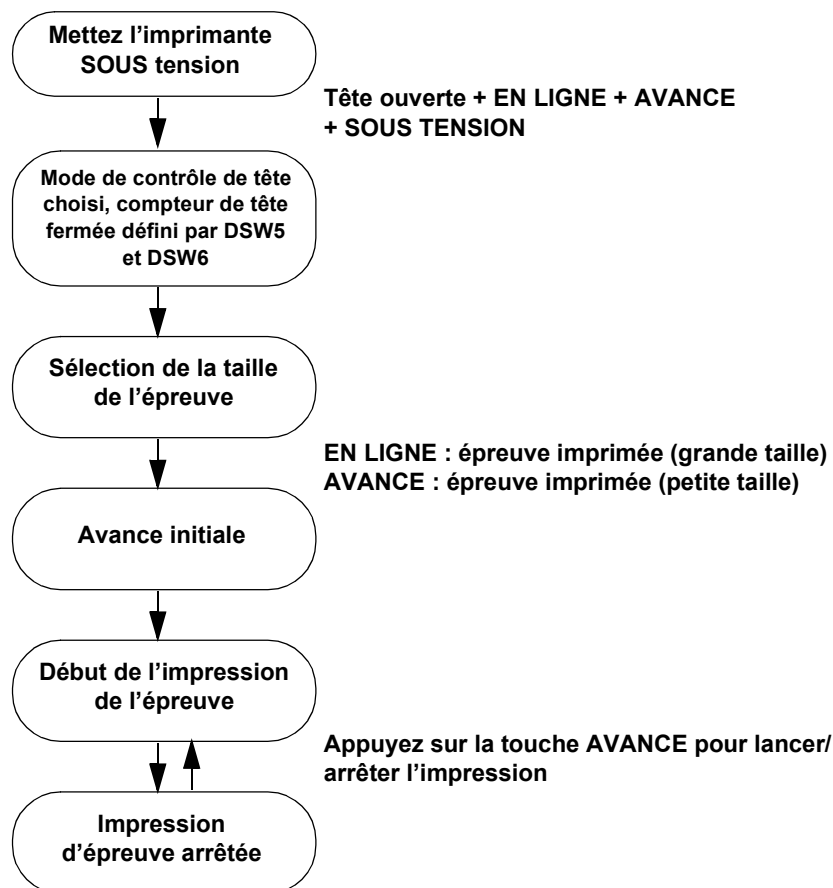 Mettez l’imprimante
SOUS tension
Tête ouverte + EN LIGNE + AVANCE
+ SOUS TENSION
Mode de contrôle de tête
choisi, compteur de tête
fermée défini par DSW5
et DSW6
Sélection de la taille
de l’épreuve
EN LIGNE : épreuve imprimée (grande taille)
AVANCE : épreuve imprimée (petite taille)
Avance initiale
Début de l’impression
de l’épreuve
Appuyez sur la touche AVANCE pour lancer/
arrêter l’impression
Impression
d’épreuve arrêtée